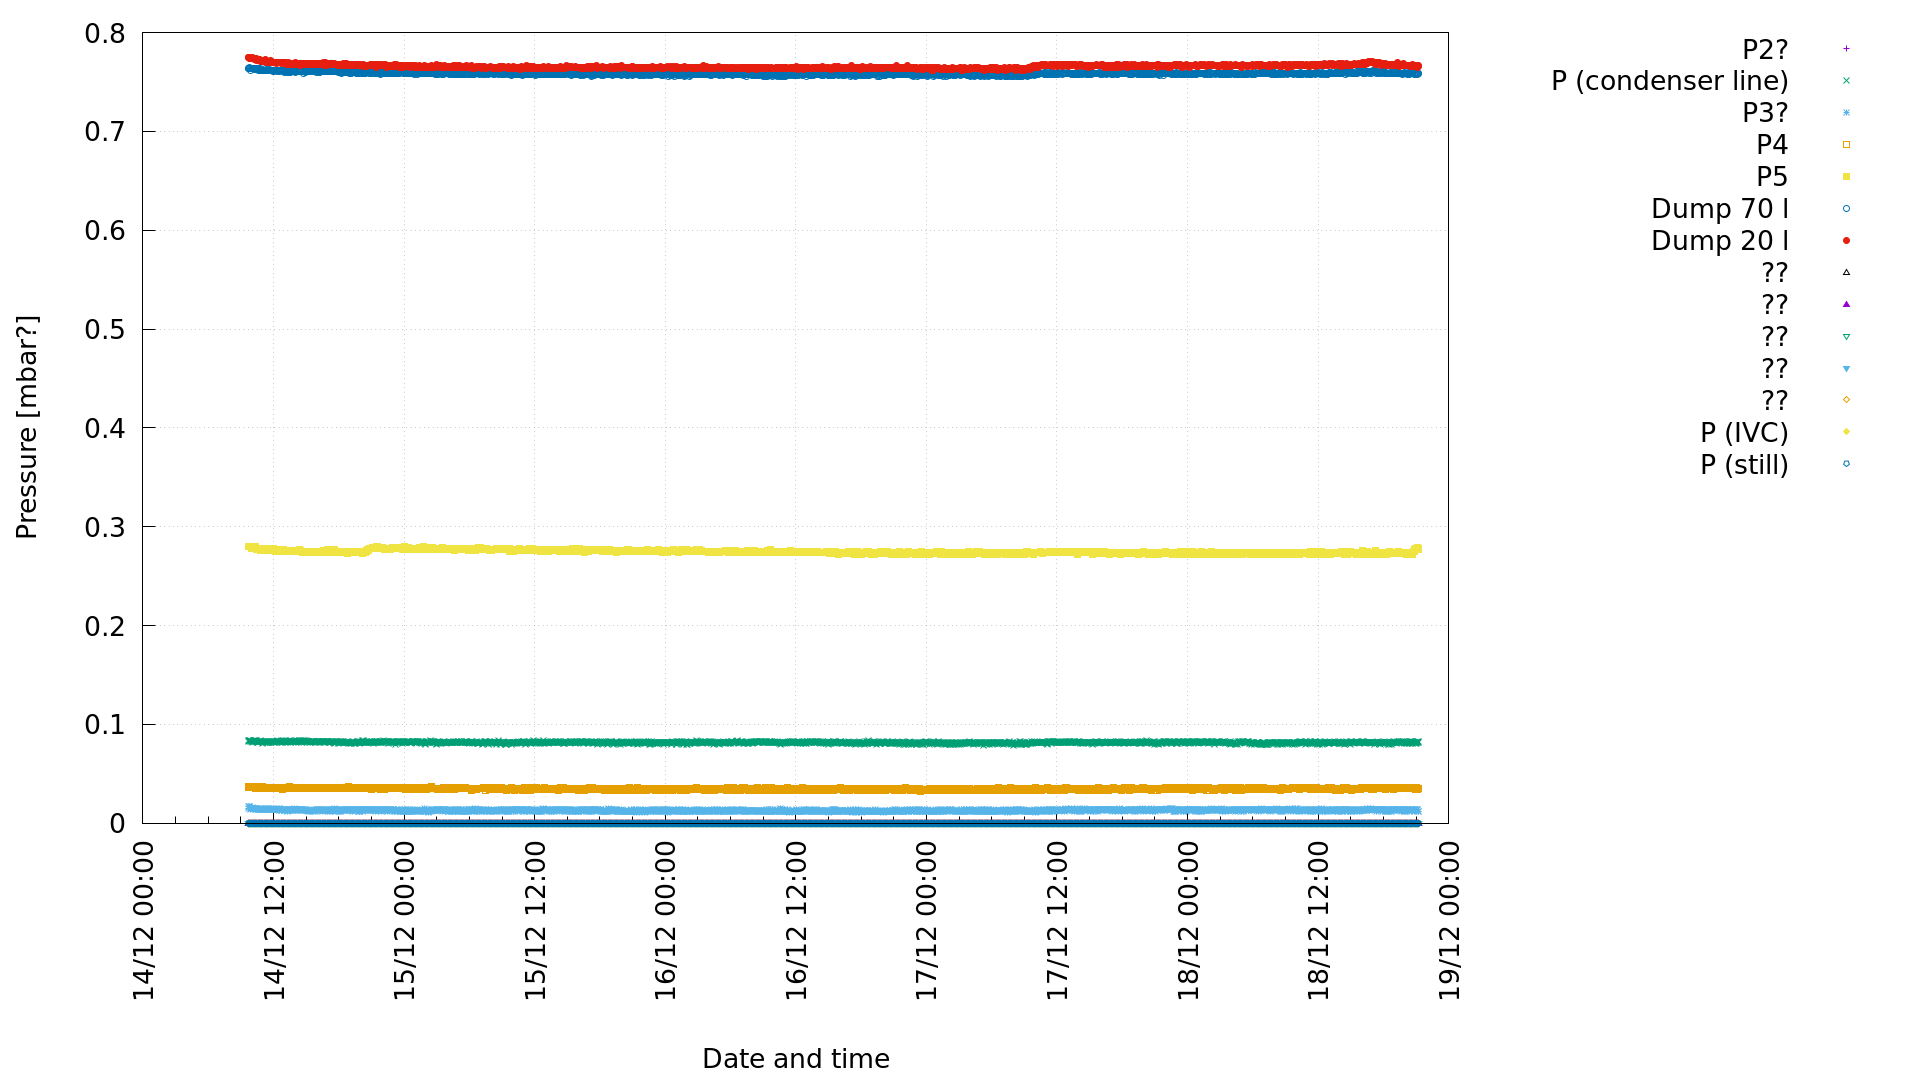 0.8
0.7
0.6
0.5
0.4
0.3
0.2
0.1
0
Pressure [mbar?]
14/12 00:00
14/12 12:00
15/12 00:00
15/12 12:00
16/12 00:00
16/12 12:00
17/12 00:00
17/12 12:00
18/12 00:00
18/12 12:00
19/12 00:00
Date and time
P2?
P (condenser line)
P3?
P4
P5
Dump 70 l
Dump 20 l
??
??
??
??
??
P (IVC)
P (still)